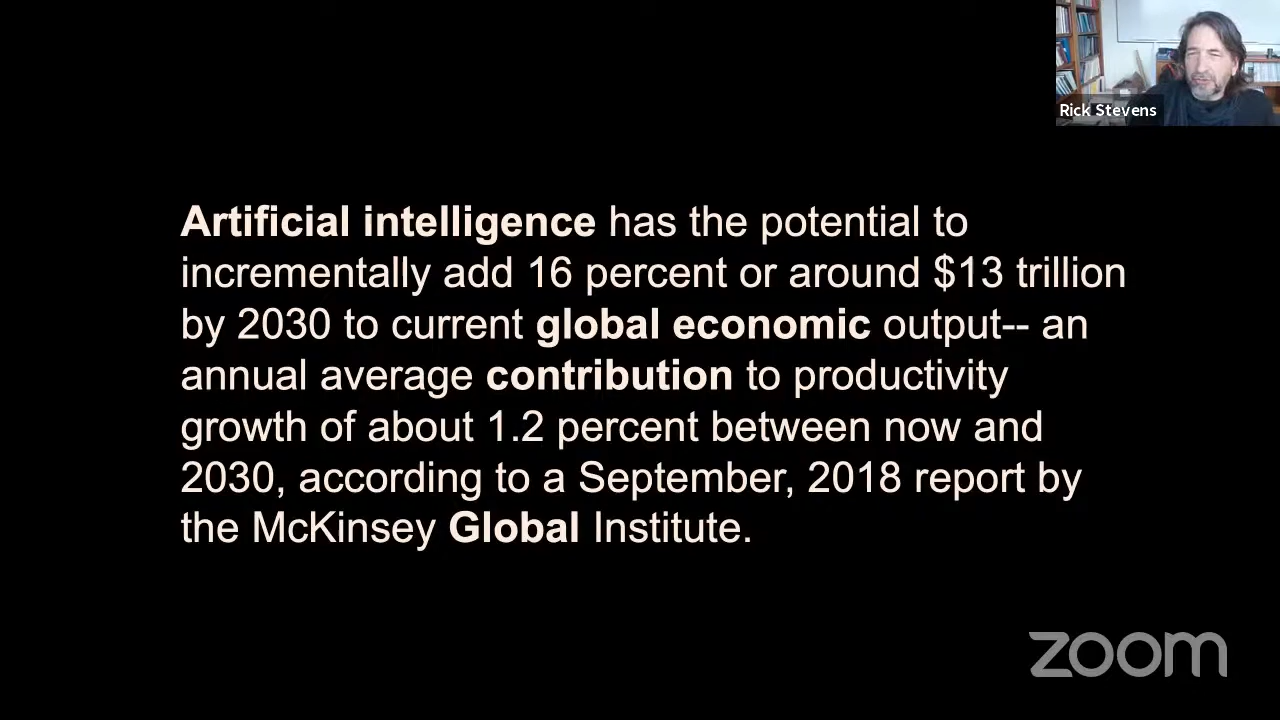 Rick Stevens
Artificial intelligence has the potential to
incrementally add 16 percent or around $13 trillion
by 2030 to current global economic output-- an
annual average contribution to productivity
growth of about 1.2 percent between now and
2030, according to a September, 2018 report by
the McKinsey Global Institute.
zoom